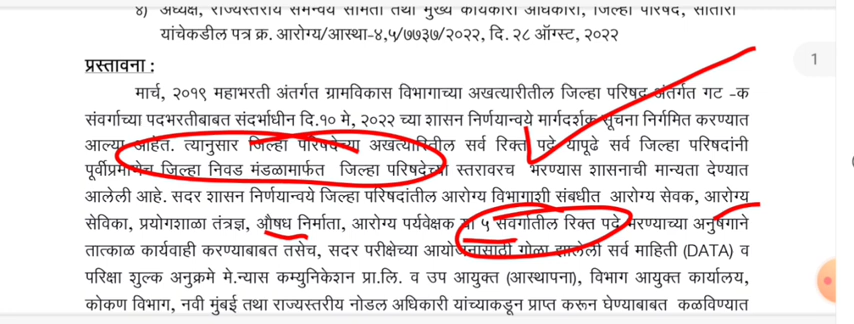 ४) अध्यक्ष, राज्यस्तरीय समन्वय समिती तथा मुख्य कार्यकारी अधिकारी, जिल्हा परिषद, सातारा
यांचेकडील पत्र क्र. आरोग्य/आस्था-४,५/७७३७/२०२२, दि. २८ ऑगस्ट, २०२२
1
प्रस्तावना :
मार्च, २०१९ महाभरती अंतर्गत ग्रामविकास विभागाच्या अखत्यारीतील जिल्हा परिषद अंतर्गत गट -क
संवर्गाच्या पदभरतीबाबत संदर्भाधीन दि.१० मे, २०२२ च्या शासन निर्णयान्वये मार्गदर्शक सूचना निर्गमित करण्यात
आल्या आहेत. त्यानुसार जिल्हा परिषदेच्या अखत्यारितील सर्व रिक्त पदे यापूढे सर्व जिल्हा परिषदांनी
पूर्वीप्रमाणेच जिल्हा निवड मंडळामार्फत जिल्हा परिषदेच्या स्तरावरच भरण्यास शासनाची मान्यता देण्यात
आलेली आहे. सदर शासन निर्णयान्वये जिल्हा परिषदांतील आरोग्य विभागाशी संबधीत आरोग्य सेवक, आरोग्य
सेविका, प्रयोगशाळा तंत्रज्ञ, औषध निर्माता, आरोग्य पर्यवेक्षक या ५ संवर्गातील रिक्त पदे भरण्याच्या अनुषंगाने
तात्काळ कार्यवाही करण्याबाबत तसेच, सदर परीक्षेच्या आयोजनासाठी गोळा झालेली सर्व माहिती (DATA) व
परिक्षा शुल्क अनुक्रमे मे.न्यास कम्युनिकेशन प्रा.लि. व उप आयुक्त (आस्थापना), विभाग आयुक्त कार्यालय,
कोकण विभाग, नवी मुंबई तथा राज्यस्तरीय नोडल अधिकारी यांच्याकडून प्राप्त करून घेण्याबाबत कळविण्यात